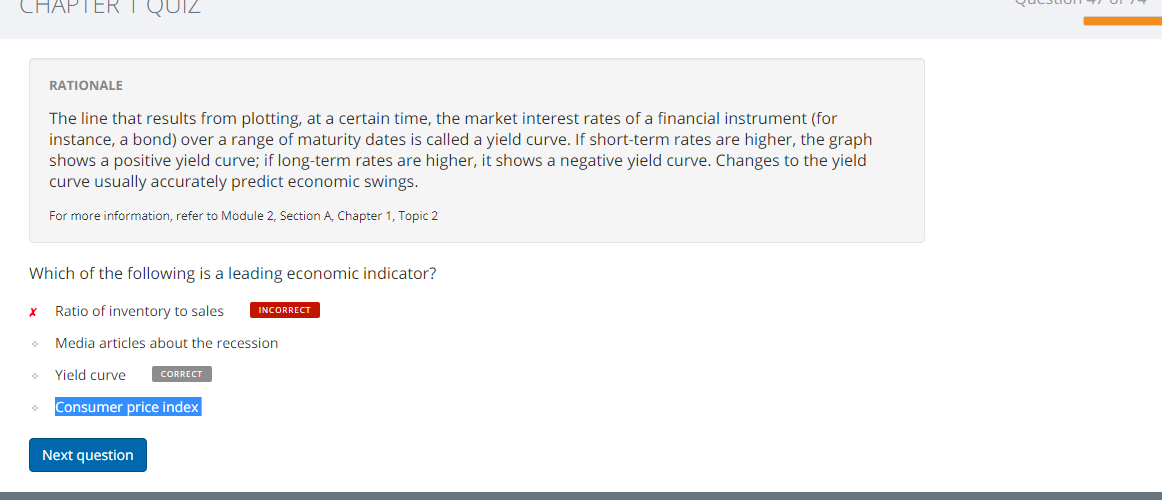 CHAPTER 1 QUIZ
Question 47 of 74
RATIONALE
The line that results from plotting, at a certain time, the market interest rates of a financial instrument (for
instance, a bond) over a range of maturity dates is called a yield curve. If short-term rates are higher, the graph
shows a positive yield curve; if long-term rates are higher, it shows a negative yield curve. Changes to the yield
curve usually accurately predict economic swings.
For more information, refer to Module 2, Section A, Chapter 1, Topic 2
Which of the following is a leading economic indicator?
✗ Ratio of inventory to sales INCORRECT
Media articles about the recession
Yield curve CORRECT
Consumer price index
Next question